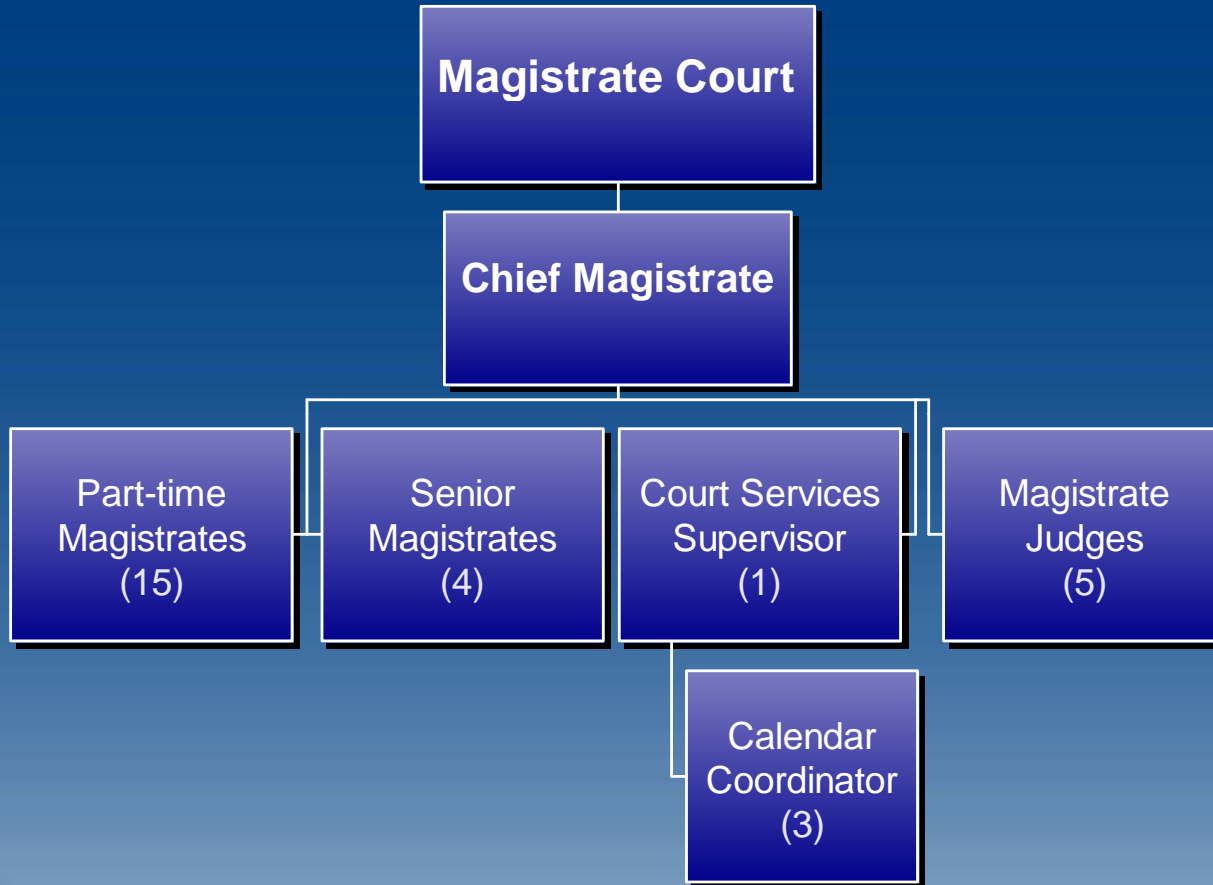 Magistrate Court
Chief Magistrate
Part-time
Magistrates
(15)
Senior
Magistrates
(4)
Court Services
Supervisor
(1)
Magistrate
Judges
(5)
Calendar
Coordinator
(3)